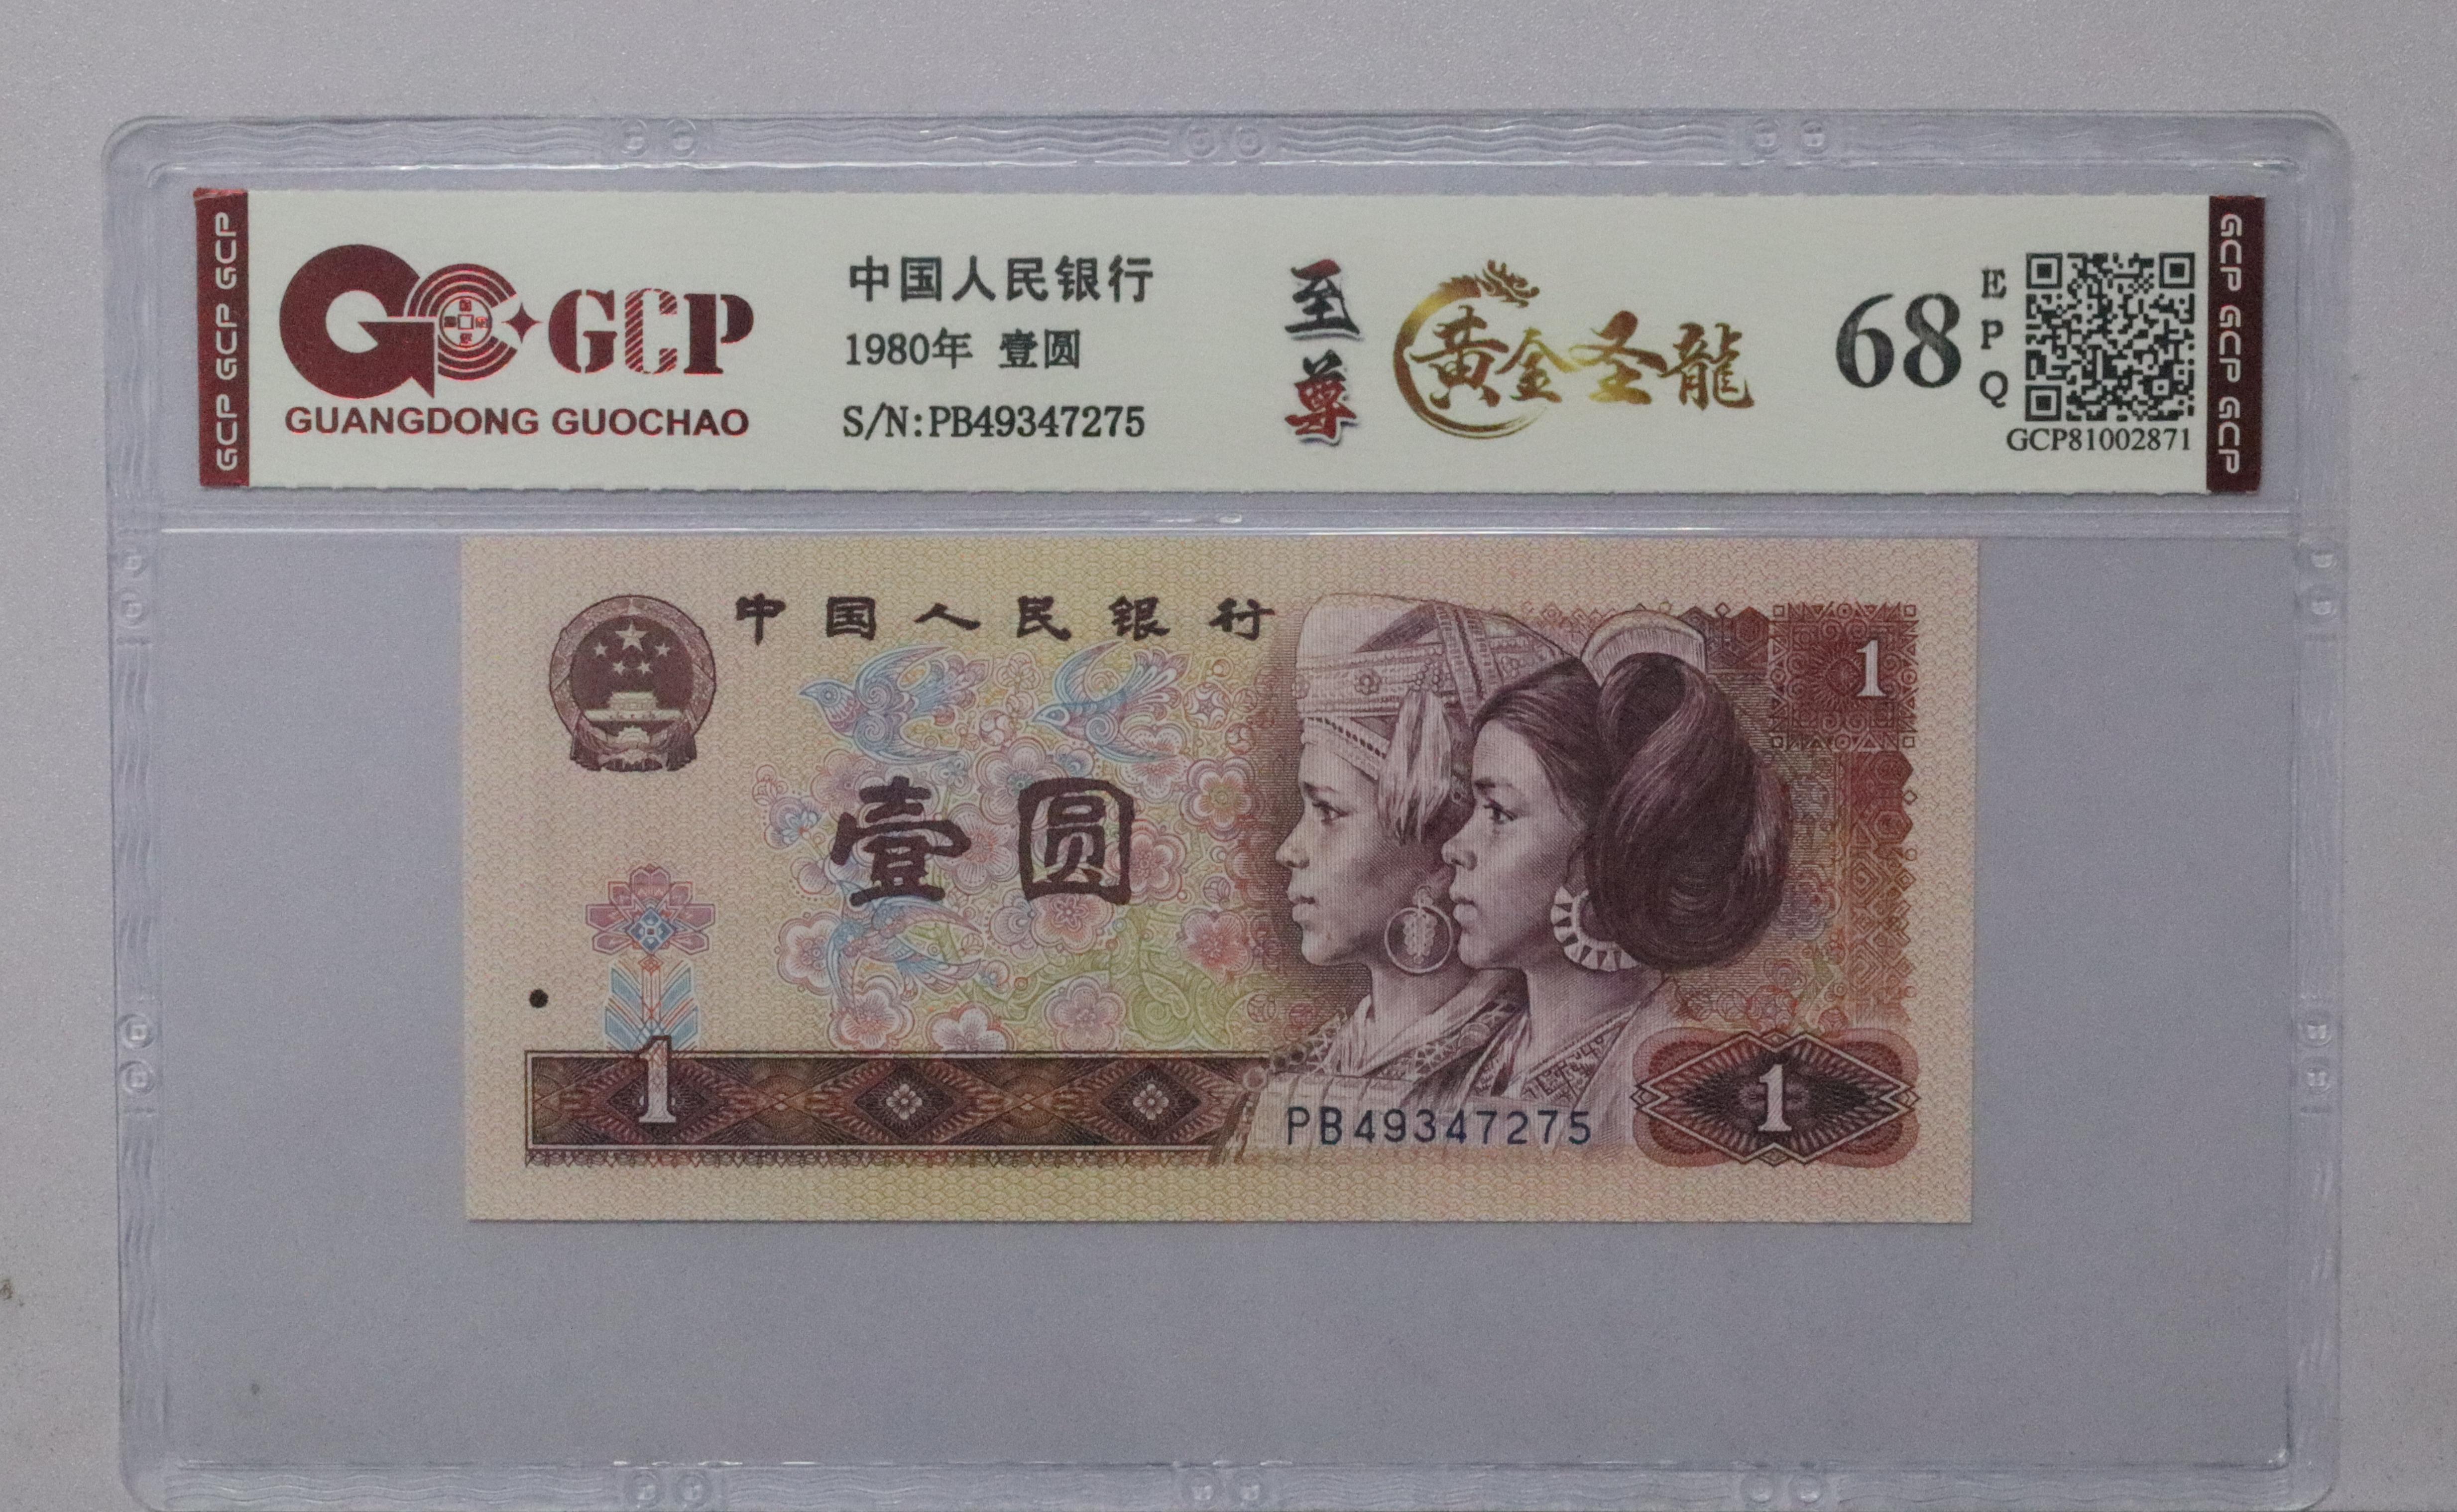 GCP GCP GCP
GCP
GUANGDONG GUOCHAO
中国人民银行
1980年 壹圆
S/N:PB49347275
至尊
黄金圣龍
68
EPQ
GCP81002871
GCP GCP GCP
中国人民银行
1
壹圆
1
PB49347275
1